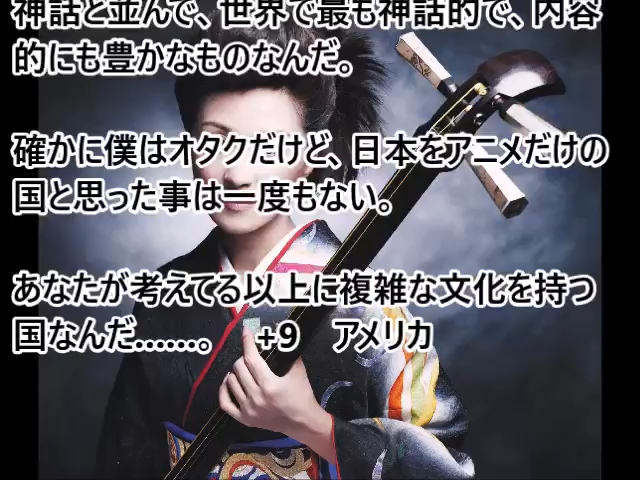 神話と並んで、世界で最も神話的で、内容
的にも豊かなものなんだ。
確かに僕はオタクだけど、日本をアニメだけの
国と思った事は一度もない。
あなたが考えてる以上に複雑な文化を持つ
国なんだ……。 +9 アメリカ